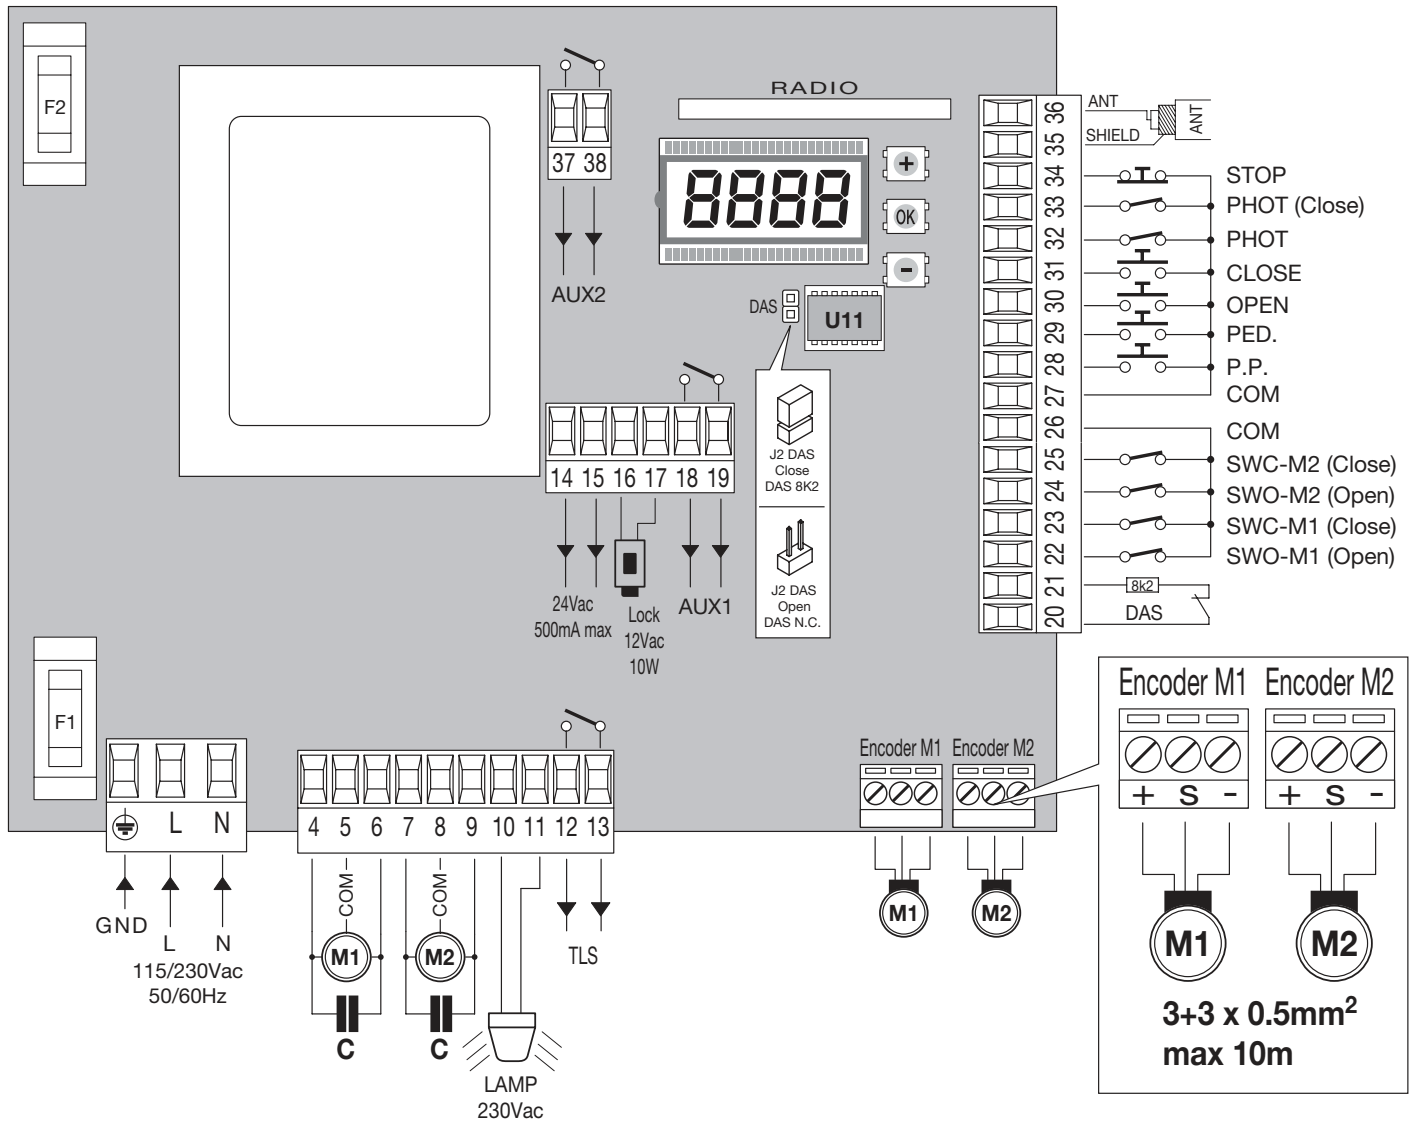 F2
37 38
AUX2
RADIO
8888
+
OK
-
DAS
U11
J2 DAS
Close
DAS 8K2
J2 DAS
Open
DAS N.C.
14 15 16 17 18 19
24Vac
500mA max
Lock
12Vac
10W
AUX1
36 ANT
ANT
35 SHIELD
34 STOP
33 PHOT (Close)
32 PHOT
31 CLOSE
30 OPEN
29 PED.
28 P.P.
27 COM
26 COM
25 SWC-M2 (Close)
24 SWO-M2 (Open)
23 SWC-M1 (Close)
22 SWO-M1 (Open)
21 8k2
20 DAS
F1
L N
GND
L N
115/230Vac
50/60Hz
4 5 6 7 8 9 10 11 12 13
COM
COM
M1
M2
C
C
LAMP
230Vac
TLS
Encoder M1 Encoder M2
M1
M2
Encoder M1 Encoder M2
+ S - + S -
M1
M2
3+3 x 0.5mm²
max 10m